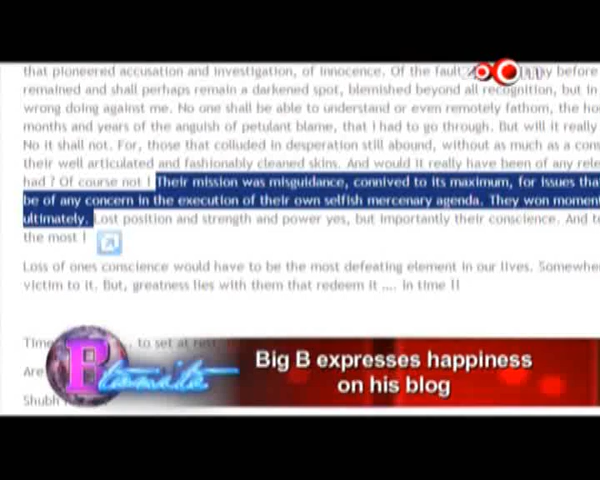 that pioneered accusation and investigation, of innocence. Of the fault before
remained and shall perhaps remain a darkened spot, blemished beyond all recognition, but in
wrong doing against me. No one shall be able to understand or even remotely fathom, the
months and years of the anguish of petulant blame, that I had to go through. But will it really
No it shall not. For, those that colluded in desperation still abound, without as much as a
their well articulated and fashionably cleaned skins. And would it really have been of any
had ? Of course not ! Their mission was misguidance, connived to its maximum, for issues
be of any concern in the execution of their own selfish mercenary agenda. They won
ultimately. Lost position and strength and power yes, but importantly their conscience. And
the most !
Loss of ones conscience would have to be the most defeating element in our lives.
victim to it. But, greatness lies with them that redeem it .... in time !!
to set at rest
Are
Shubh
B
tomita
Big B expresses happiness
on his blog